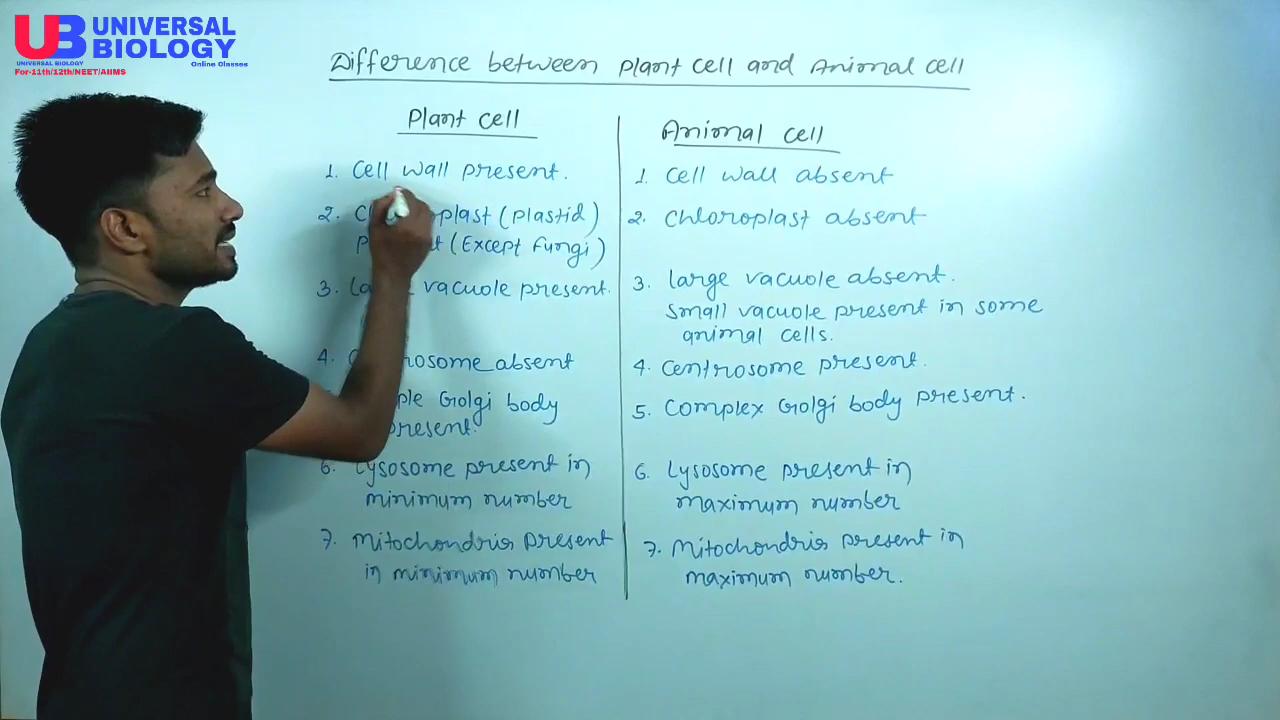 UB UNIVERSAL
BIOLOGY
UNIVERSAL BIOLOGY
Online Classes
For-11th/12th/NEET/AIIMS
Difference between Plant cell and Animal cell
Plant cell
1. Cell wall present.
2. plast (Plastid)
(Except Fungi)
3. vacuole present.
4. absent
Golgi body
present.
6. Lysosome present in
minimum number
7. Mitochondria present
in minimum number
Animal cell
1. Cell wall absent
2. Chloroplast absent
3. large vacuole absent.
Small vacuole present in some
animal cells.
4. Centrosome present.
5. Complex Golgi body present.
6. Lysosome present in
maximum number
7. Mitochondria present in
maximum number.